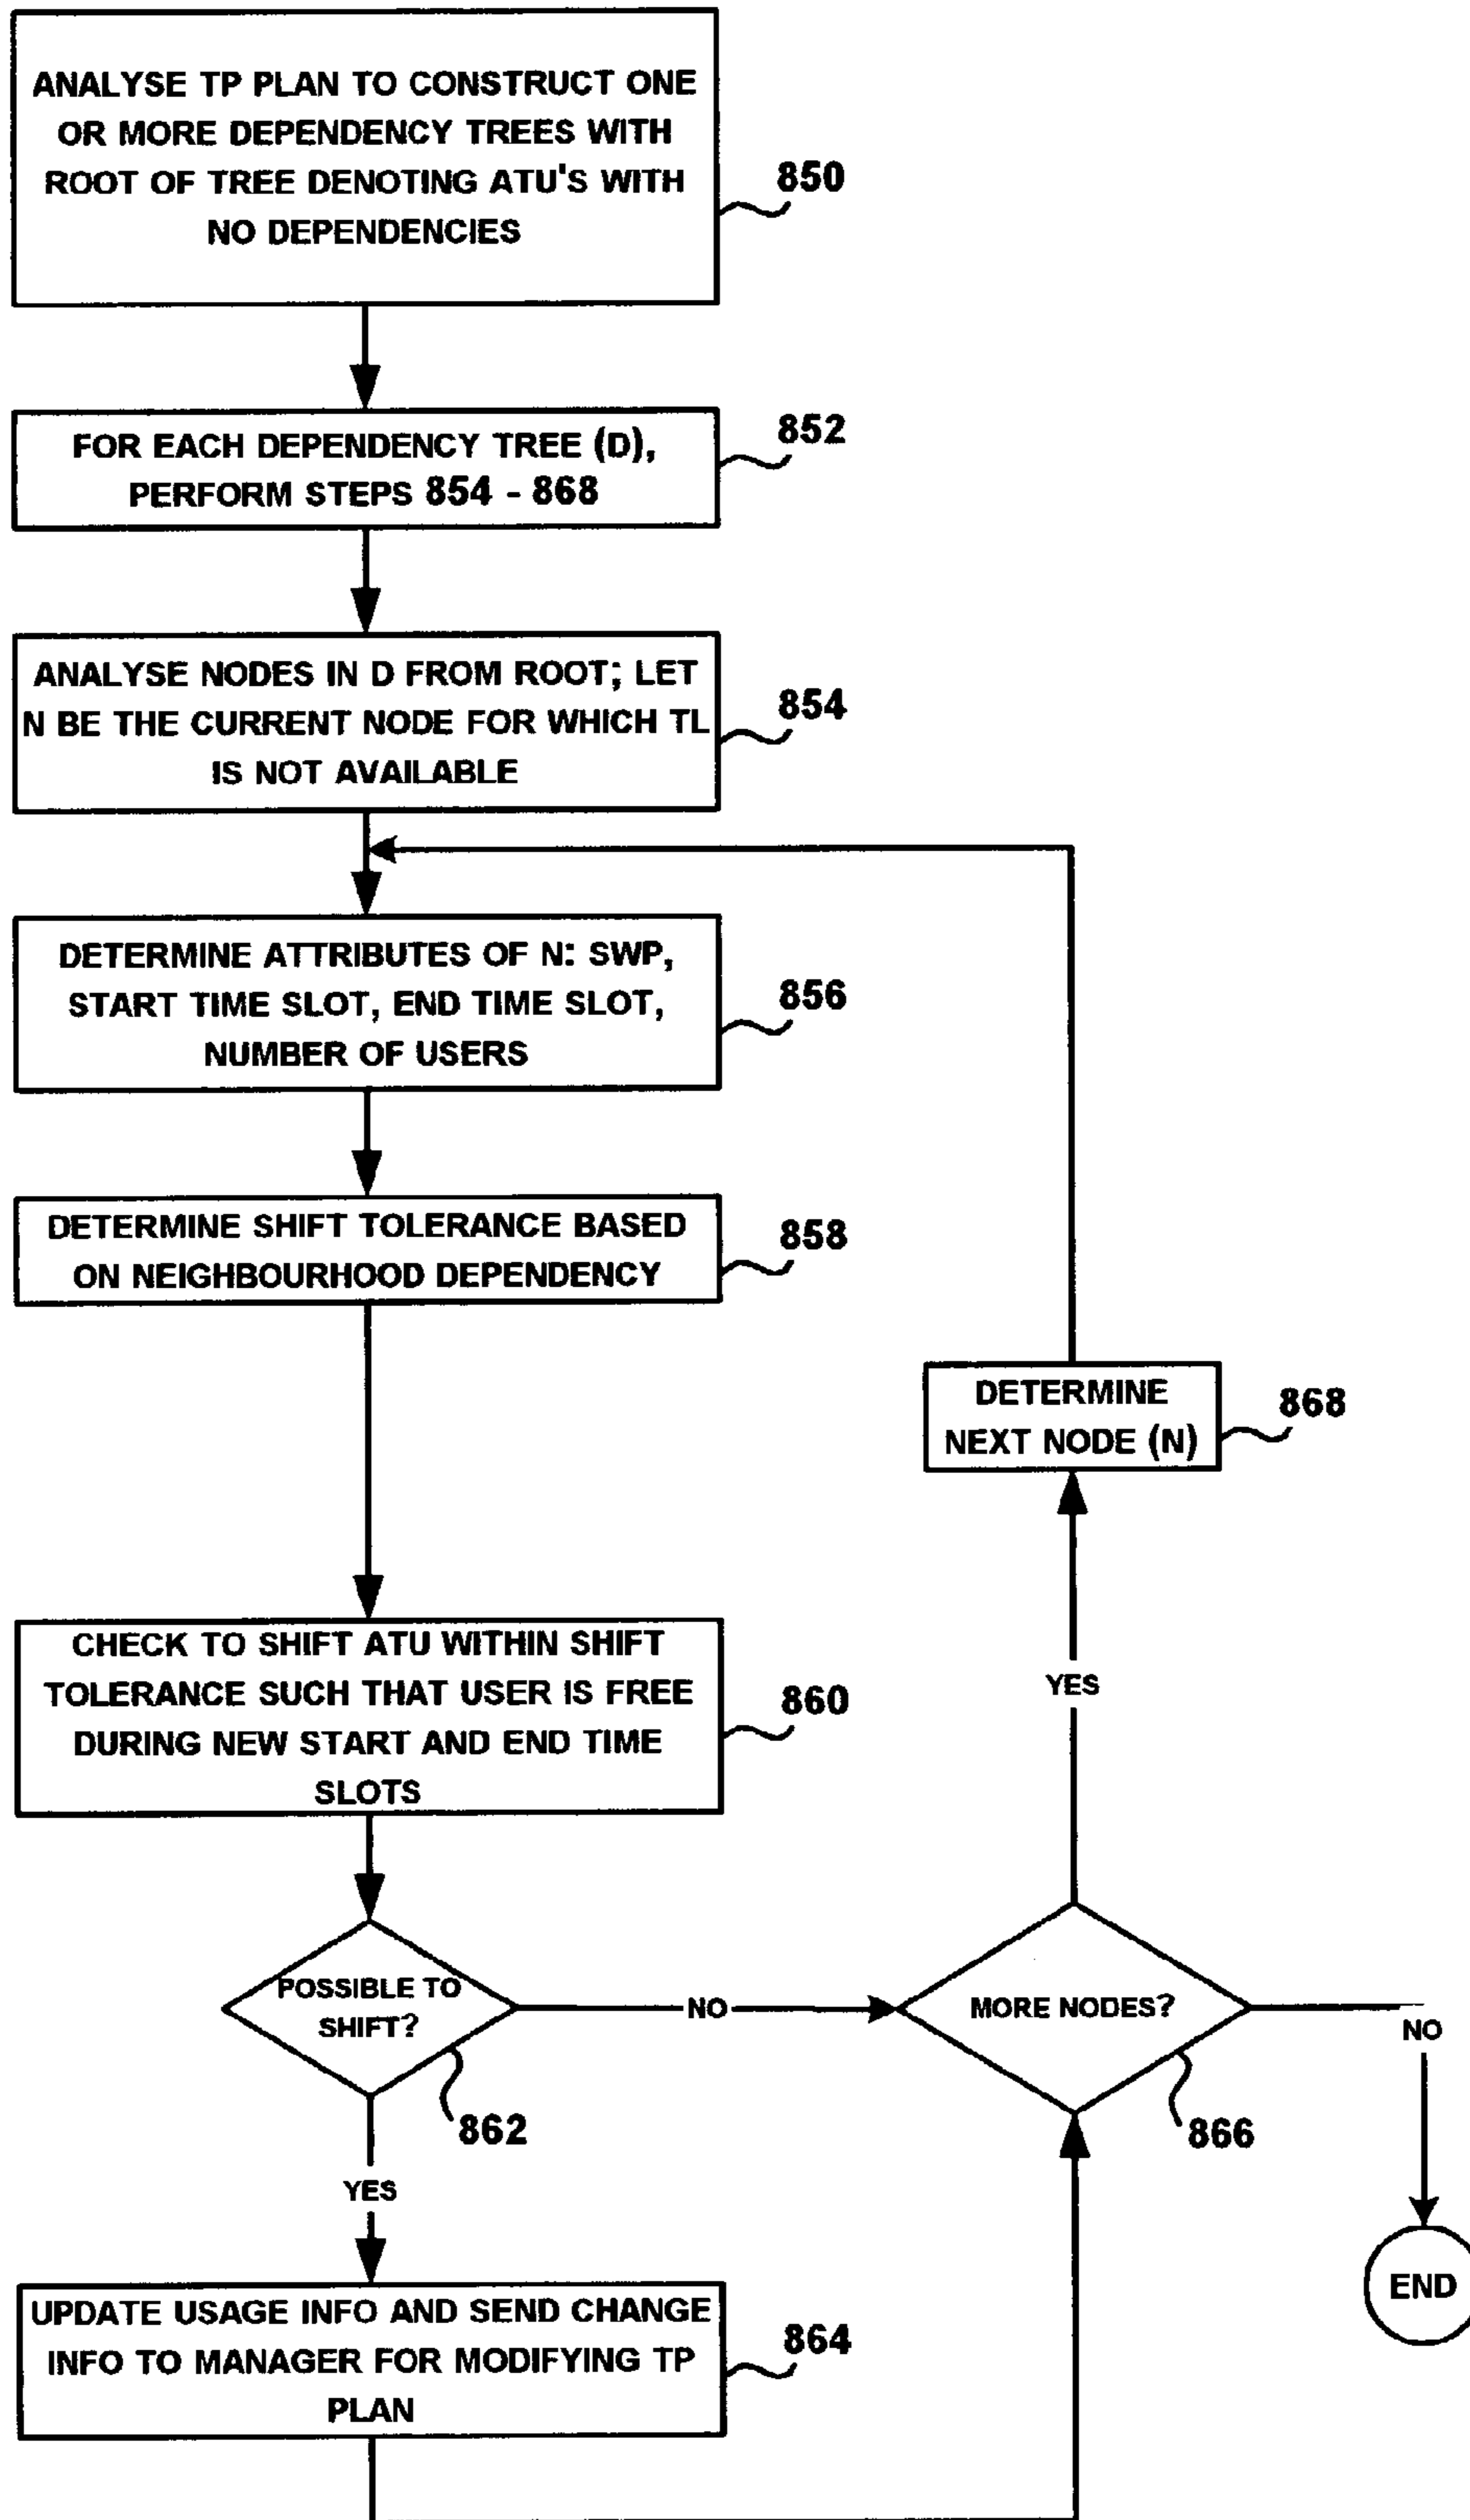 ANALYSE TP PLAN TO CONSTRUCT ONE
OR MORE DEPENDENCY TREES WITH
ROOT OF TREE DENOTING ATU'S WITH
NO DEPENDENCIES
850
FOR EACH DEPENDENCY TREE (D),
PERFORM STEPS 854 - 868
852
ANALYSE NODES IN D FROM ROOT; LET
N BE THE CURRENT NODE FOR WHICH TL
IS NOT AVAILABLE
854
DETERMINE ATTRIBUTES OF N: SWP,
START TIME SLOT, END TIME SLOT,
NUMBER OF USERS
856
DETERMINE SHIFT TOLERANCE BASED
ON NEIGHBOURHOOD DEPENDENCY
858
DETERMINE
NEXT NODE (N)
868
CHECK TO SHIFT ATU WITHIN SHIFT
TOLERANCE SUCH THAT USER IS FREE
DURING NEW START AND END TIME
SLOTS
860
YES
POSSIBLE TO
SHIFT?
862
NO
MORE NODES?
866
NO
YES
END
UPDATE USAGE INFO AND SEND CHANGE
INFO TO MANAGER FOR MODIFYING TP
PLAN
864